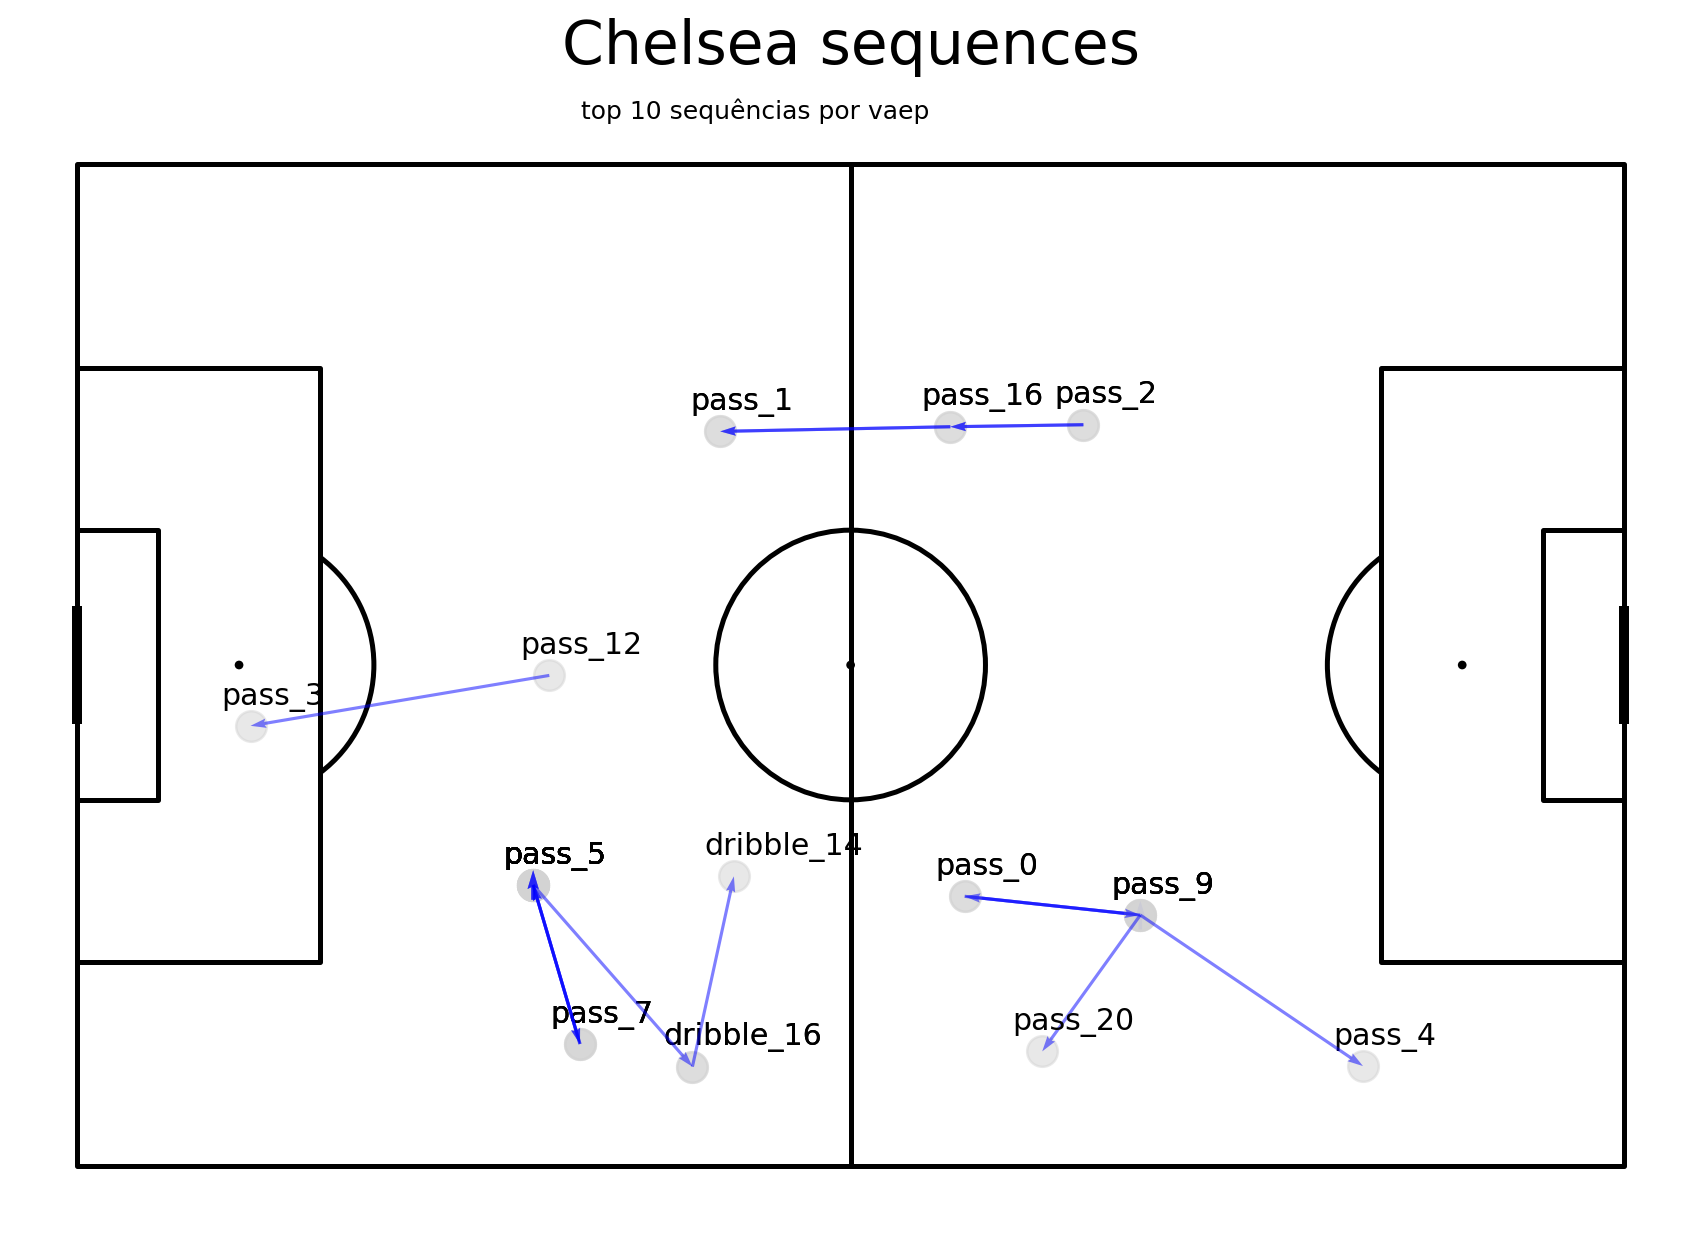 Chelsea sequences
top 10 sequências por vaep
pass_1
pass_16
pass_2
pass_12
pass_3
pass_5
dribble_14
pass_0
pass_9
pass_7
dribble_16
pass_20
pass_4